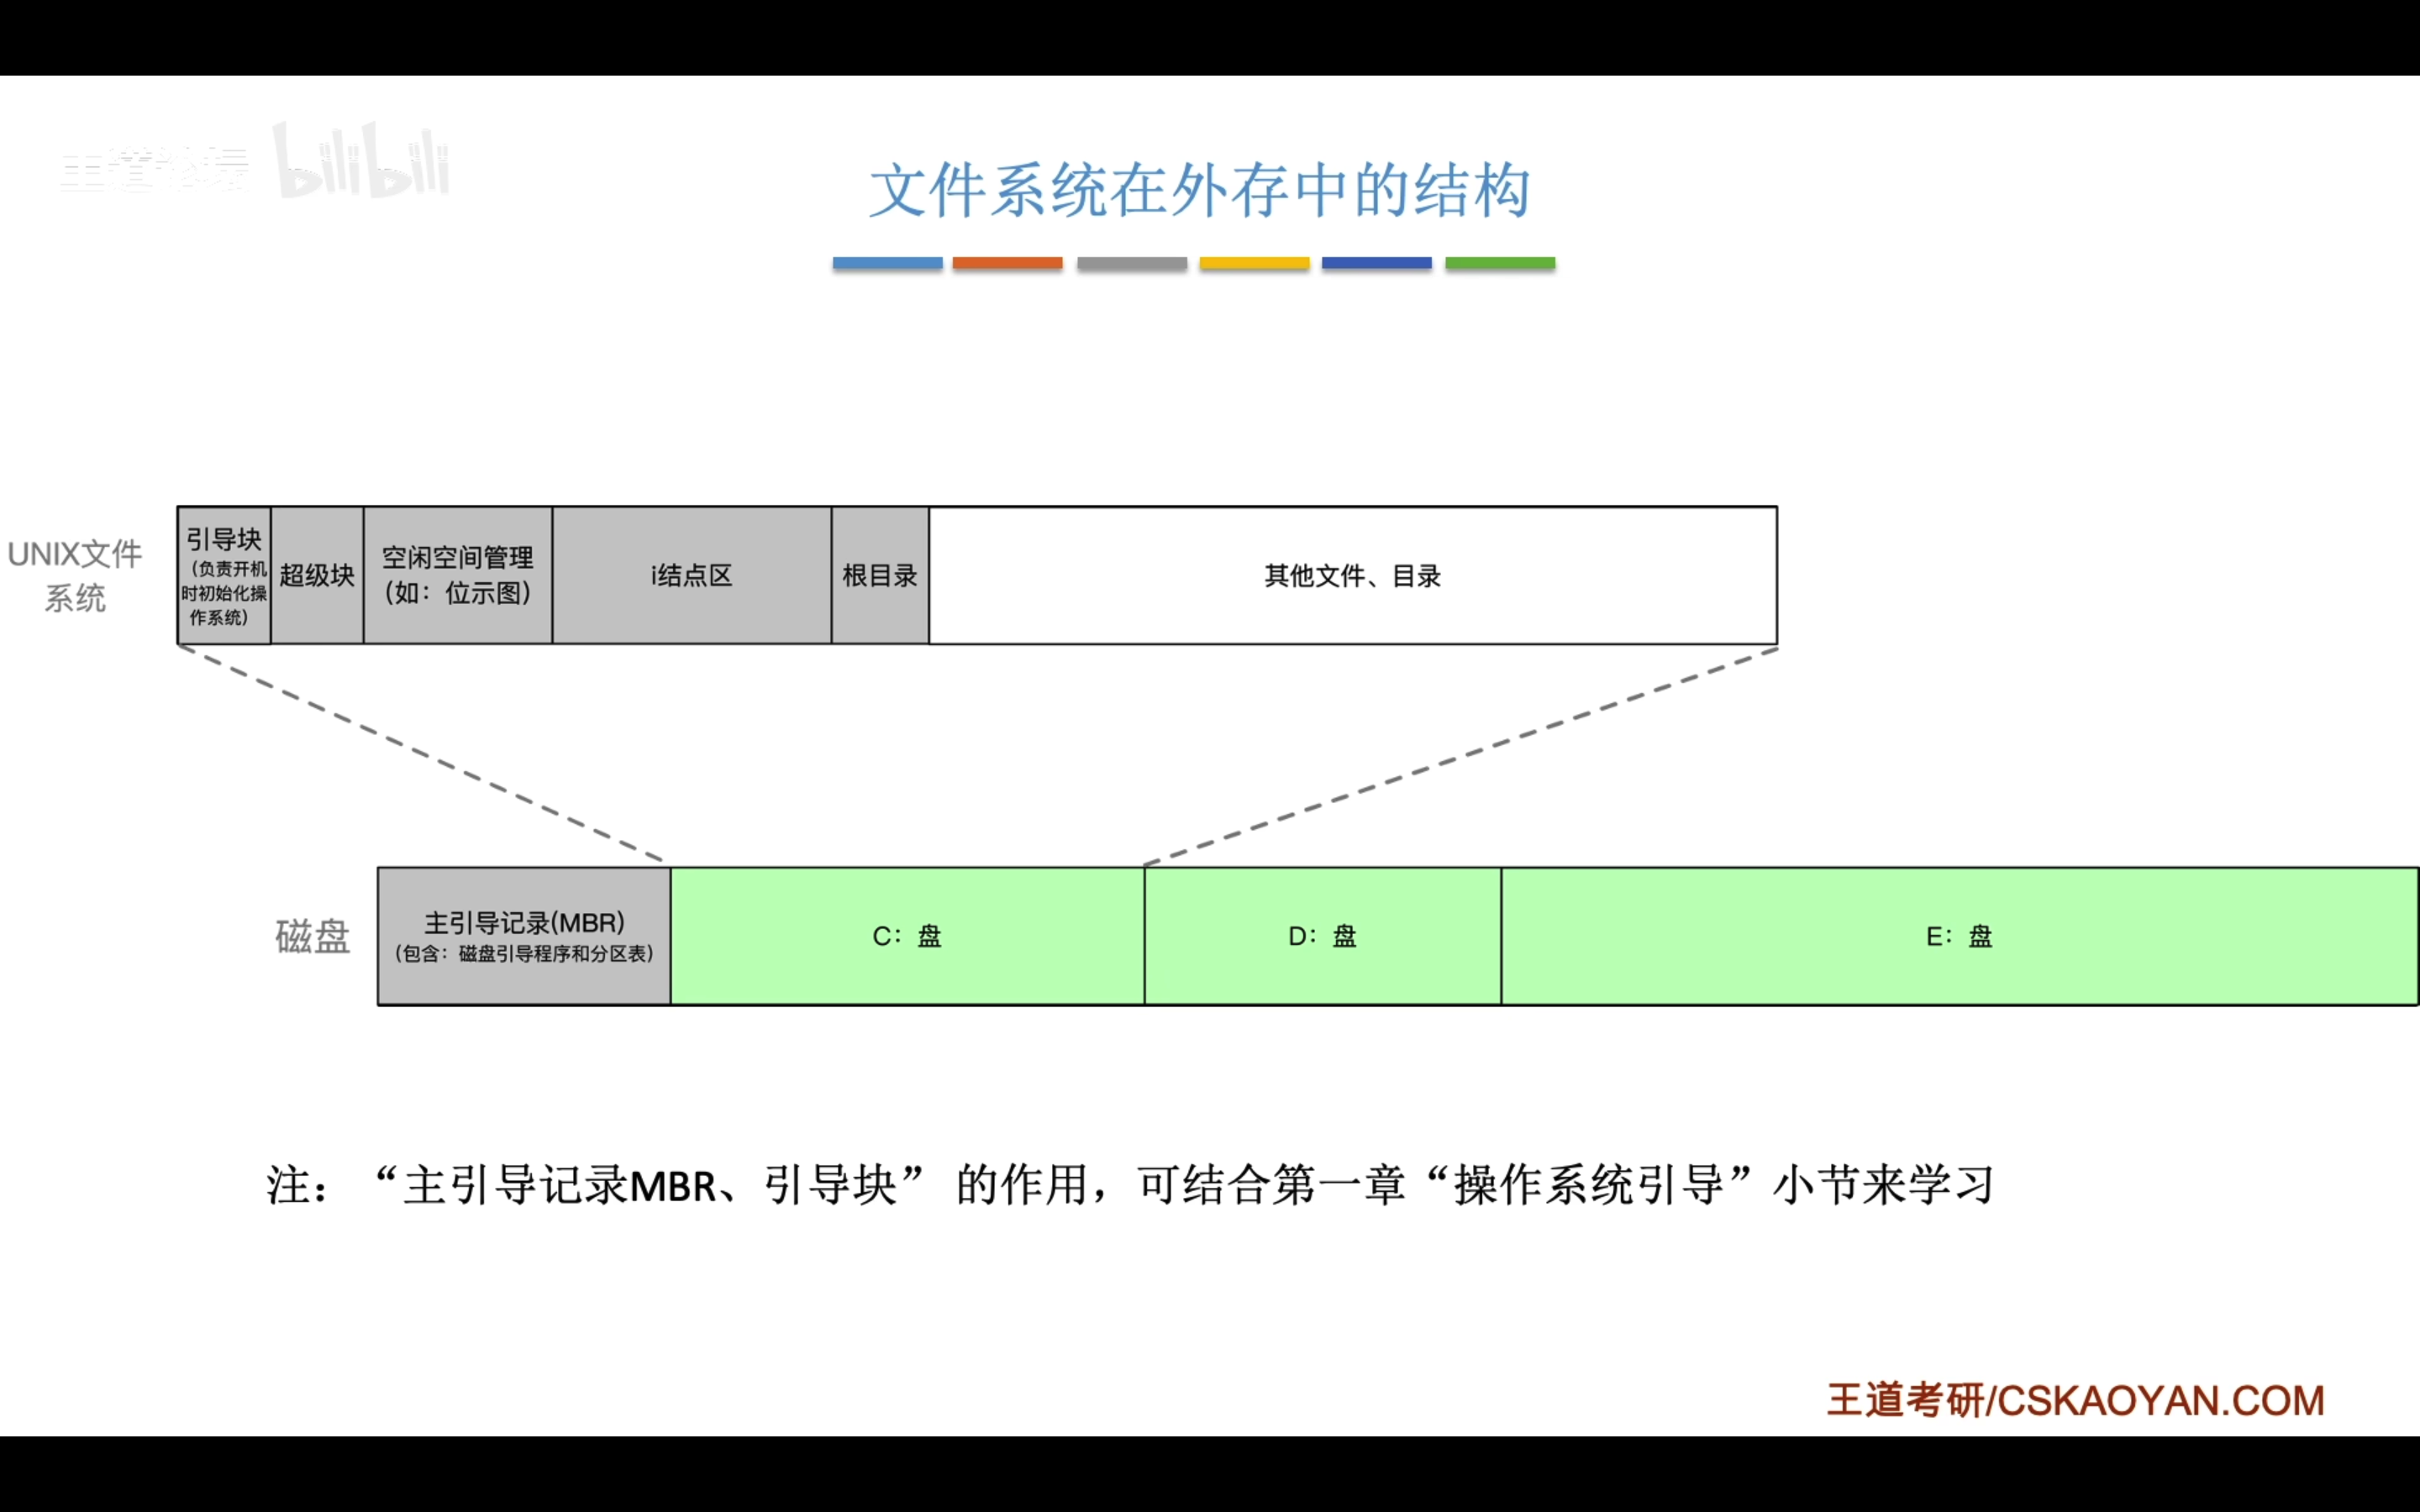 王道论坛 bilibili
文件系统在外存中的结构
UNIX文件
系统
引导块
（负责开机
时初始化操
作系统）
超级块
空闲空间管理
（如：位示图）
i结点区
根目录
其他文件、目录
磁盘
主引导记录(MBR)
（包含：磁盘引导程序和分区表）
C：盘
D：盘
E：盘
注：“主引导记录MBR、引导块” 的作用，可结合第一章“操作系统引导”小节来学习
王道考研/CSKAOYAN.COM